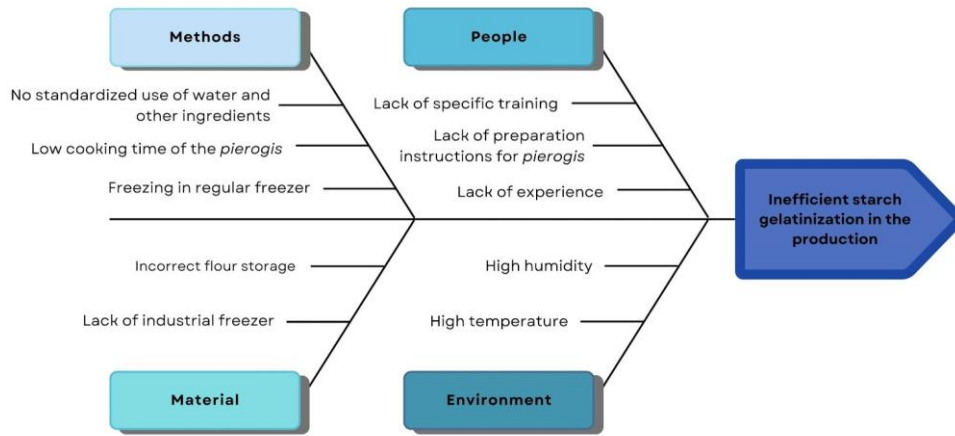 Methods
People
No standardized use of water and
other ingredients
Low cooking time of the pierogis
Freezing in regular freezer
Lack of specific training
Lack of preparation
instructions for pierogis
Lack of experience
Inefficient starch
gelatinization in the
production
Incorrect flour storage
Lack of industrial freezer
High humidity
High temperature
Material
Environment